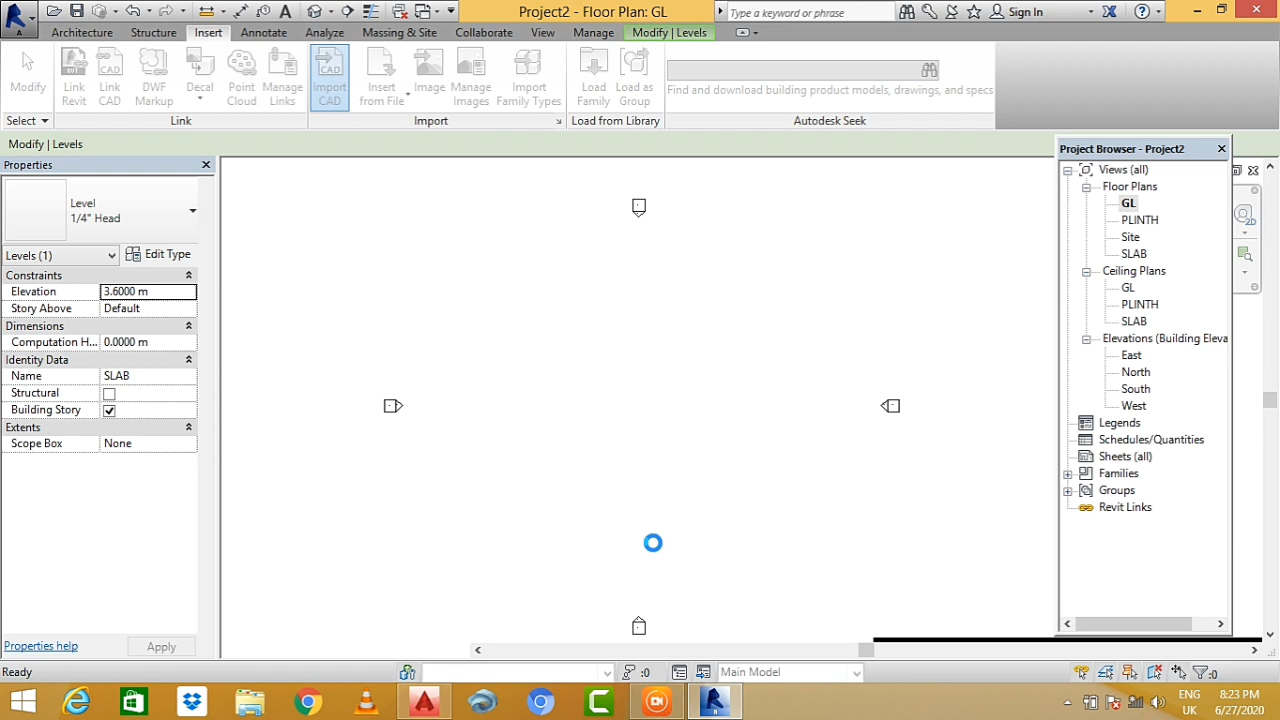 Project2 - Floor Plan: GL
Type a keyword or phrase
Sign In
Architecture Structure Insert Annotate Analyze Massing & Site Collaborate View Manage Modify | Levels
Modify
Link Revit
Link CAD
DWF Markup
Decal
Point Cloud
Manage Links
Import CAD
Insert from File
Image
Manage Images
Import Family Types
Load Family
Load as Group
Find and download building product models, drawings, and specs
Select Link Import Load from Library Autodesk Seek
Modify | Levels
Properties
Level
1/4" Head
Levels (1) Edit Type
Constraints
Elevation 3.6000 m
Story Above Default
Dimensions
Computation H... 0.0000 m
Identity Data
Name SLAB
Structural
Building Story
Extents
Scope Box None
Properties help Apply
Project Browser - Project2
Views (all)
Floor Plans
GL
PLINTH
Site
SLAB
Ceiling Plans
GL
PLINTH
SLAB
Elevations (Building Eleva
East
North
South
West
Legends
Schedules/Quantities
Sheets (all)
Families
Groups
Revit Links
2D
Ready :0 Main Model :0
ENG 8:23 PM
UK 6/27/2020